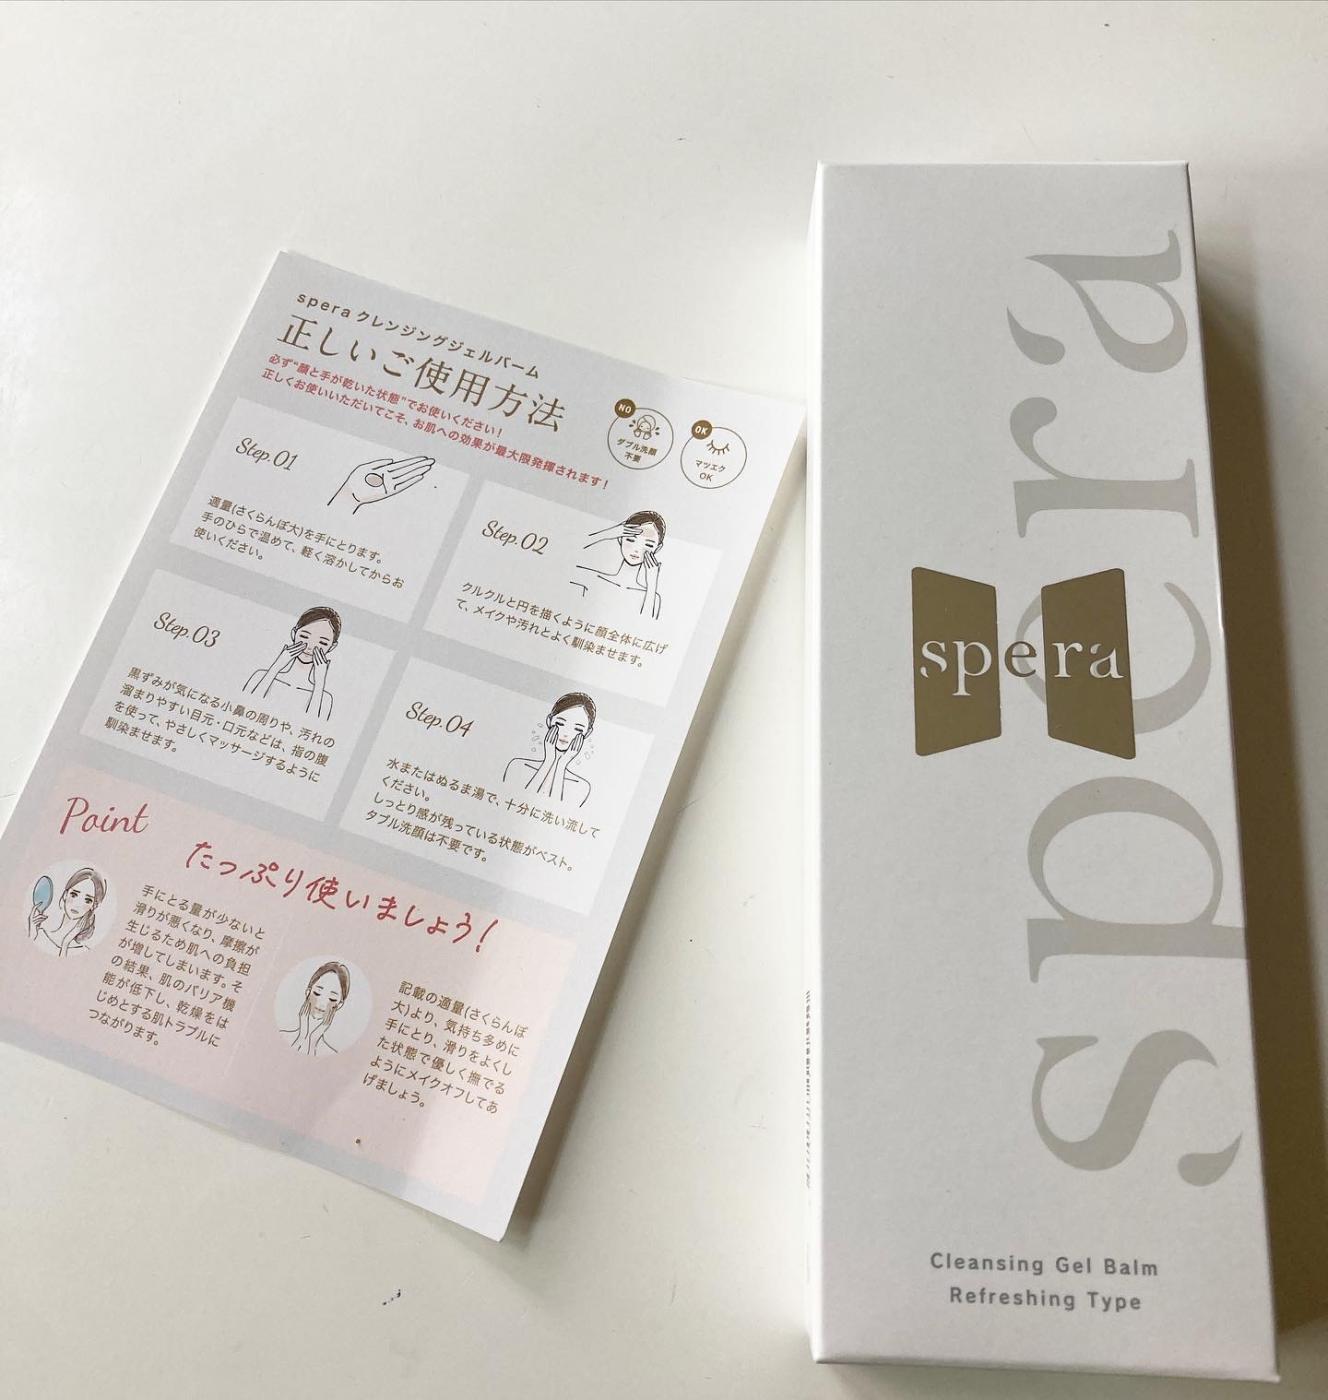 spera クレンジングジェルバーム
正しいご使用方法
必ず"顔と手が乾いた状態"でお使いください!
正しくお使いいただいてこそ、お肌への効果が最大限発揮されます!
NO
ダブル洗顔
不要
OK
マツエク
OK
Step.01
適量(さくらんぼ大)を手にとります。
手のひらで温めて、軽く溶かしてからお
使いください。
Step.02
クルクルと円を描くように顔全体に広げ
て、メイクや汚れとよく馴染ませます。
Step.03
黒ずみが気になる小鼻の周りや、汚れの
溜まりやすい目元・口元などは、指の腹
を使って、やさしくマッサージするように
馴染ませます。
Step.04
水またはぬるま湯で、十分に洗い流して
ください。
しっとり感が残っている状態がベスト。
ダブル洗顔は不要です。
Point
たっぷり使いましょう!
手にとる量が少ないと
滑りが悪くなり、摩擦が
生じるため肌への負担
が増してしまいます。そ
の結果、肌のバリア機
能が低下し、乾燥をは
じめとする肌トラブルに
つながります。
記載の適量(さくらんぼ
大)より、気持ち多めに
手にとり、滑りをよくし
た状態で優しく撫でる
ようにメイクオフしてあ
げましょう。
spera
spera
Cleansing Gel Balm
Refreshing Type